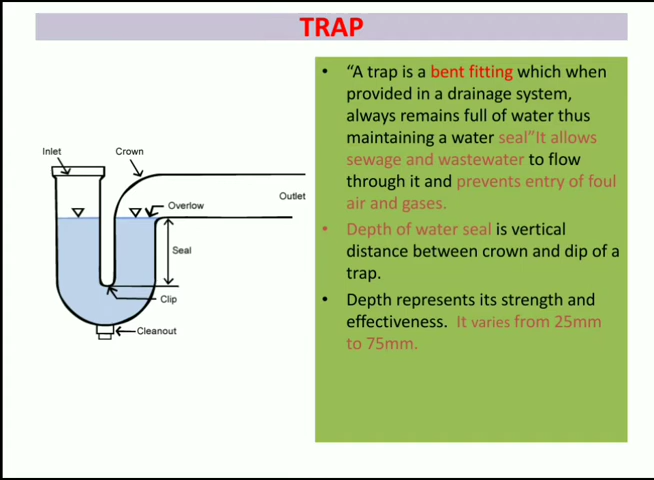 TRAP
Inlet
Crown
Overlow
Outlet
Seal
Clip
Cleanout
• “A trap is a bent fitting which when
provided in a drainage system,
always remains full of water thus
maintaining a water seal”It allows
sewage and wastewater to flow
through it and prevents entry of foul
air and gases.
• Depth of water seal is vertical
distance between crown and dip of a
trap.
• Depth represents its strength and
effectiveness. It varies from 25mm
to 75mm.